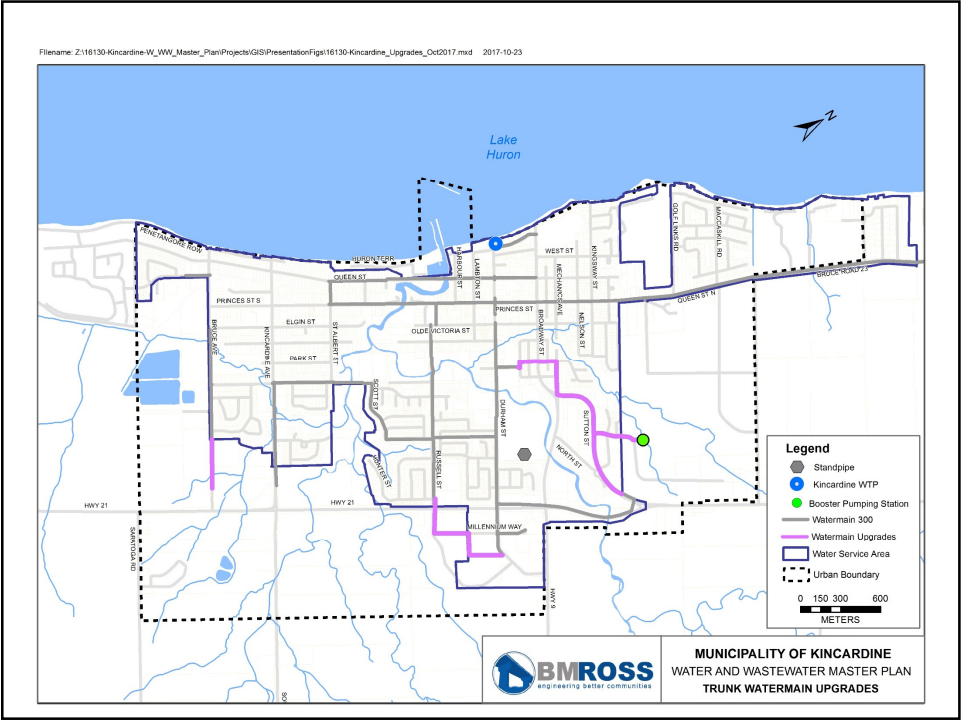 FIlename: Z:\16130-Kincardine-W_WW_Master_Plan\Projects\GIS\PresentationFigs\16130-Kincardine_Upgrades_Oct2017.mxd 2017-10-23
N
Lake
Huron
PENETANGORE ROW
HURON TERR
HARBOUR ST
LAMBTON ST
WEST ST
KINGSWAY ST
GOLF LINKS RD
MACCASKILL RD
MECHANICS AVE
QUEEN ST
BRUCE ROAD 23
QUEEN ST N
PRINCES ST S
PRINCES ST
BRUCE AVE
KINCARDINE AVE
ELGIN ST
ST ALBERT ST
OLDE VICTORIA ST
BROADWAY ST
NELSON ST
PARK ST
SCOTT ST
DURHAM ST
SUTTON ST
RUSSELL ST
NORTH ST
HUNTER ST
HWY 21
HWY 21
MILLENNIUM WAY
SARATOGA RD
HWY 9
SO
Legend
Standpipe
Kincardine WTP
Booster Pumping Station
Watermain 300
Watermain Upgrades
Water Service Area
Urban Boundary
0 150 300 600
METERS
BMROSS
engineering better communities
MUNICIPALITY OF KINCARDINE
WATER AND WASTEWATER MASTER PLAN
TRUNK WATERMAIN UPGRADES